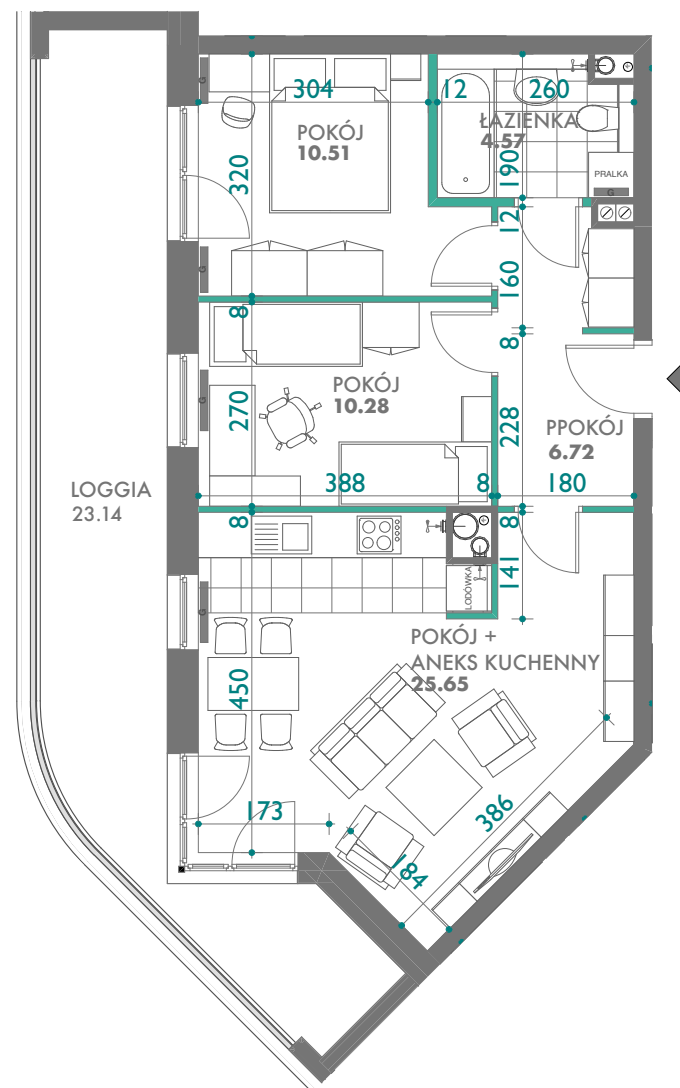 304
12
260
POKÓJ
10.51
ŁAZIENKA
4.57
320
190
PRALKA
G
G
G
12
160
8
8
POKÓJ
10.28
270
228
PPOKÓJ
6.72
G
388
8
180
LOGGIA
23.14
8
8
141
LODÓWKA
G
POKÓJ +
ANEKS KUCHENNY
25.65
450
173
386
184